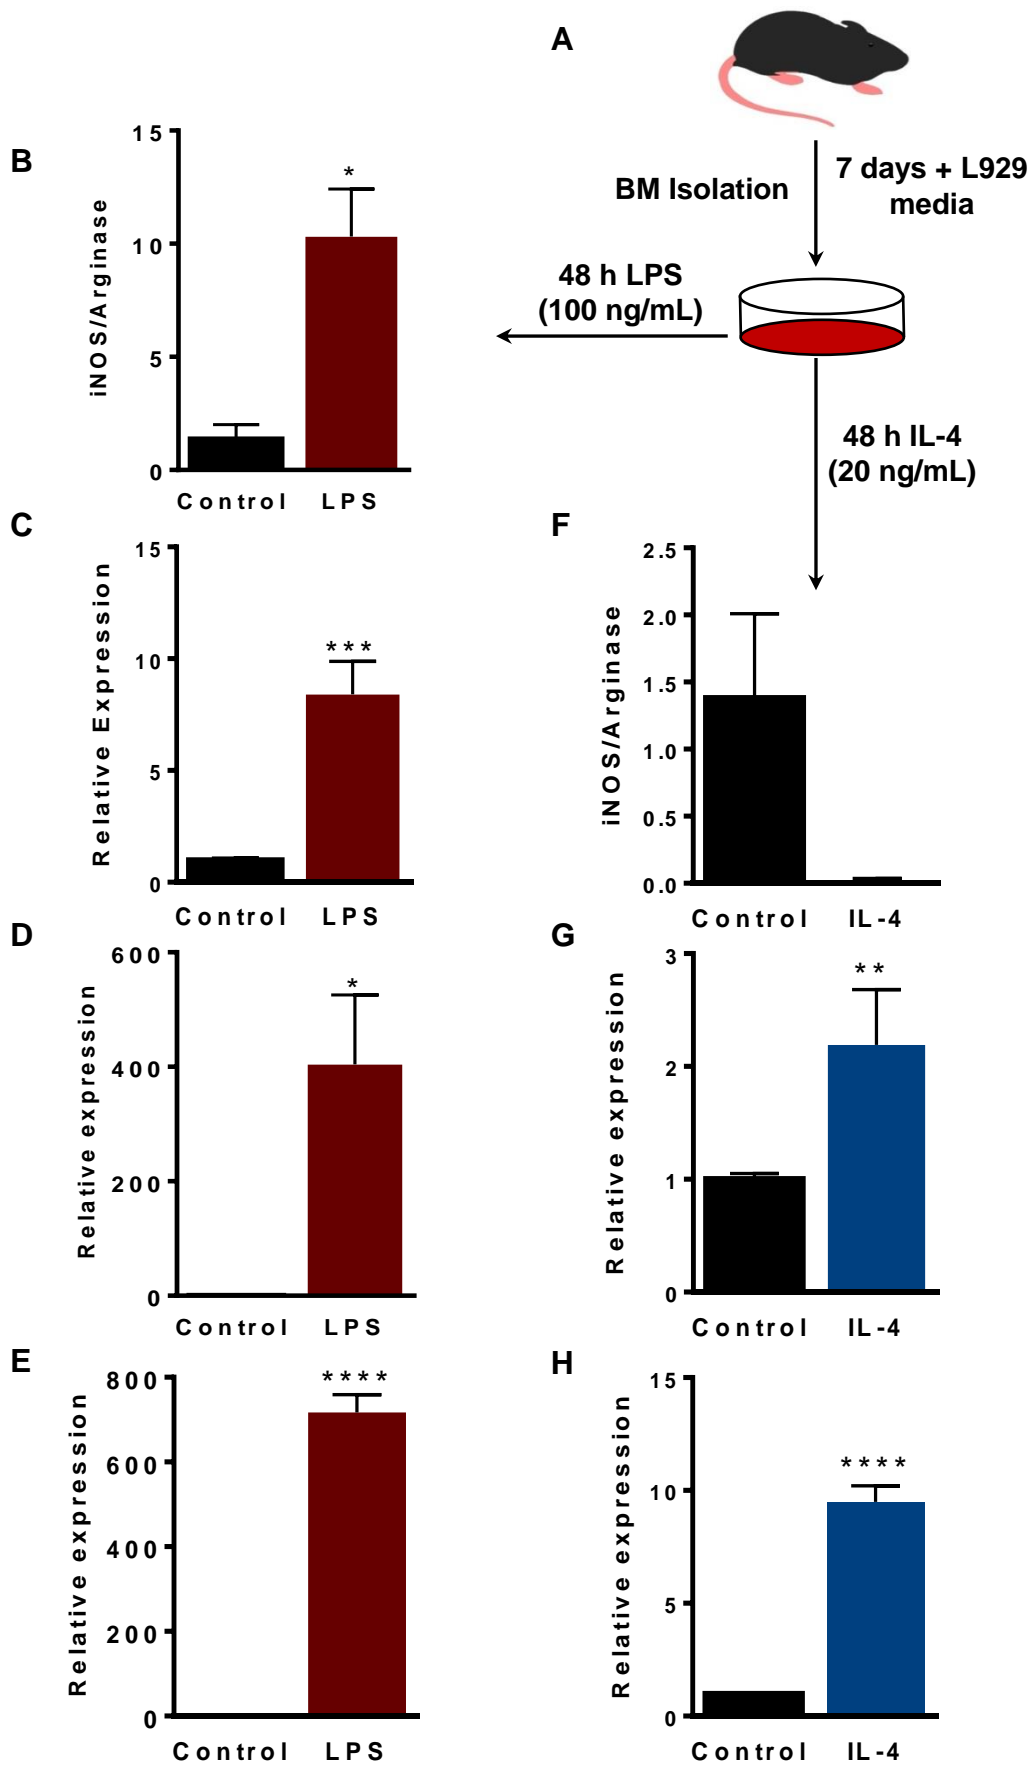 A
BM Isolation
7 days + L929
media
48 h LPS
(100 ng/mL)
48 h IL-4
(20 ng/mL)
B
iNOS/Arginase
15
10
5
0
*
Control LPS
C
Relative Expression
15
10
5
0
***
Control LPS
D
Relative expression
600
400
200
0
*
Control LPS
E
Relative expression
800
600
400
200
0
****
Control LPS
F
iNOS/Arginase
2.5
2.0
1.5
1.0
0.5
0.0
Control IL-4
G
Relative expression
3
2
1
0
**
Control IL-4
H
Relative expression
15
10
5
0
****
Control IL-4